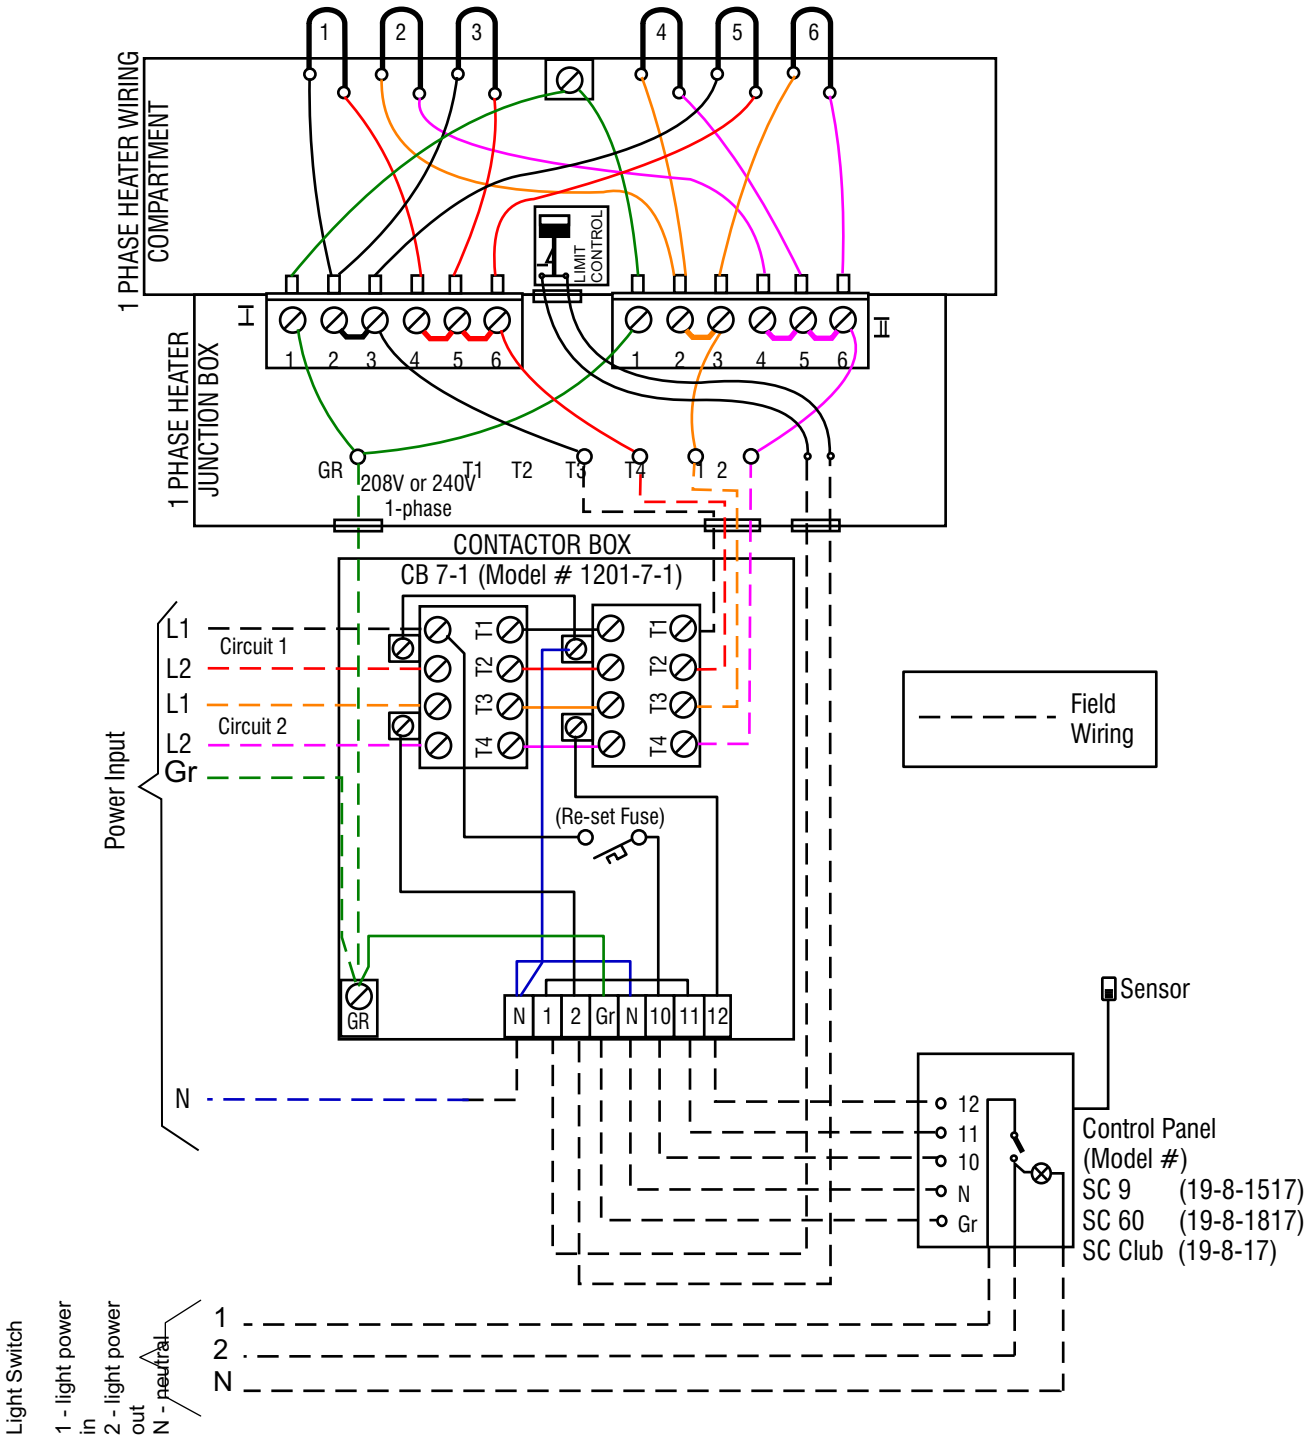 1 2 3 4 5 6
1 PHASE HEATER WIRING
COMPARTMENT
LIMIT
CONTROL
I
II
1 2 3 4 5 6
1 2 3 4 5 6
1 PHASE HEATER
JUNCTION BOX
GR T1 T2 T3 T4 1 2
208V or 240V
1-phase
CONTACTOR BOX
CB 7-1 (Model # 1201-7-1)
Power Input
L1
Circuit 1
L2
L1
Circuit 2
L2
Gr
T1 T1
T2 T2
T3 T3
T4 T4
Field
Wiring
(Re-set Fuse)
GR
N 1 2 Gr N 10 11 12
N
Sensor
12
11
10
N
Gr
Control Panel
(Model #)
SC 9 (19-8-1517)
SC 60 (19-8-1817)
SC Club (19-8-17)
Light Switch
1 - light power
in
2 - light power
out
N - neutral
1
2
N